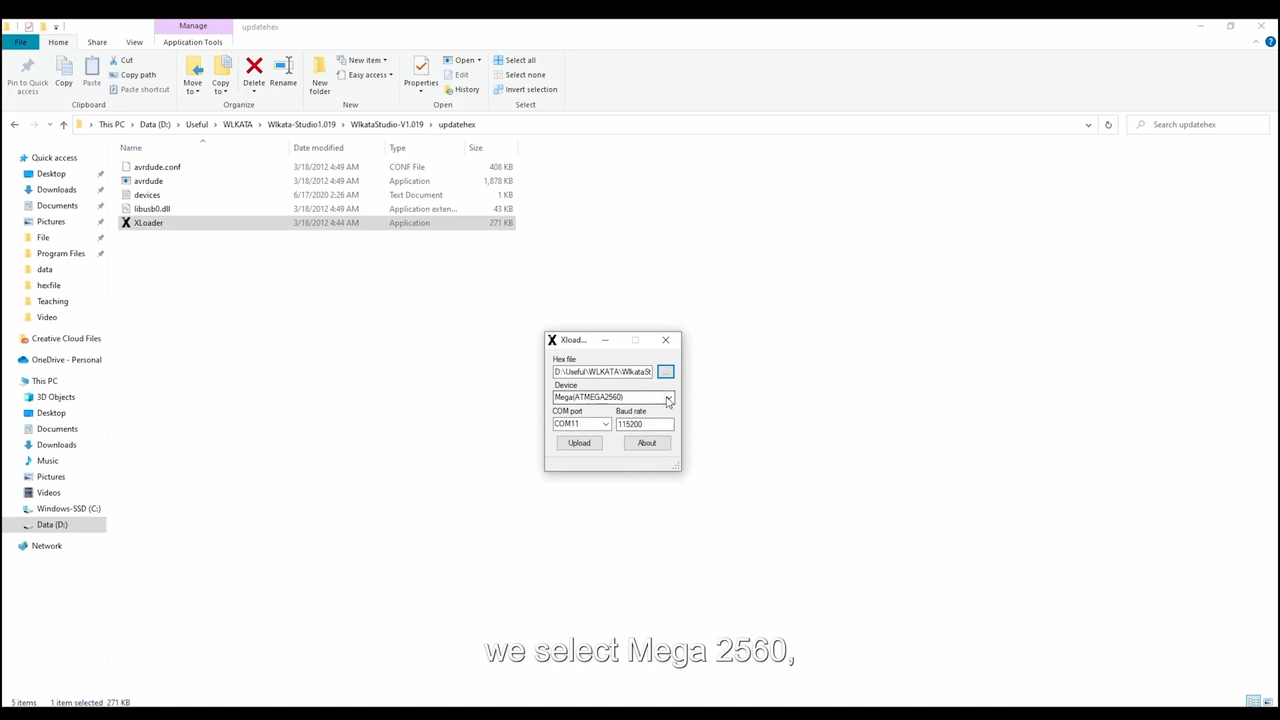 Manage
updatehex
File
Home
Share
View
Application Tools
Pin to Quick access
Copy
Paste
Cut
Copy path
Paste shortcut
Clipboard
Move to
Copy to
Delete
Rename
Organize
New folder
New item
Easy access
New
Properties
Open
Edit
History
Open
Select all
Select none
Invert selection
Select
This PC > Data (D:) > Useful > WLKATA > Wlkata-Studio1.019 > WlkataStudio-V1.019 > updatehex
Search updatehex
Name Date modified Type Size
avrdude.conf 3/18/2012 4:49 AM CONF File 408 KB
avrdude 3/18/2012 4:49 AM Application 1,878 KB
devices 6/17/2020 2:26 AM Text Document 1 KB
libusb0.dll 3/18/2012 4:49 AM Application exten... 43 KB
XLoader 3/18/2012 4:44 AM Application 271 KB
Quick access
Desktop
Downloads
Documents
Pictures
File
Program Files
data
hexfile
Teaching
Video
Creative Cloud Files
OneDrive - Personal
This PC
3D Objects
Desktop
Documents
Downloads
Music
Pictures
Videos
Windows-SSD (C:)
Data (D:)
Network
X Xload...
Hex file
D:\Useful\WLKATA\WlkataSt ...
Device
Mega(ATMEGA2560)
COM port Baud rate
COM11 115200
Upload About
we select Mega 2560,
5 items 1 item selected 271 KB